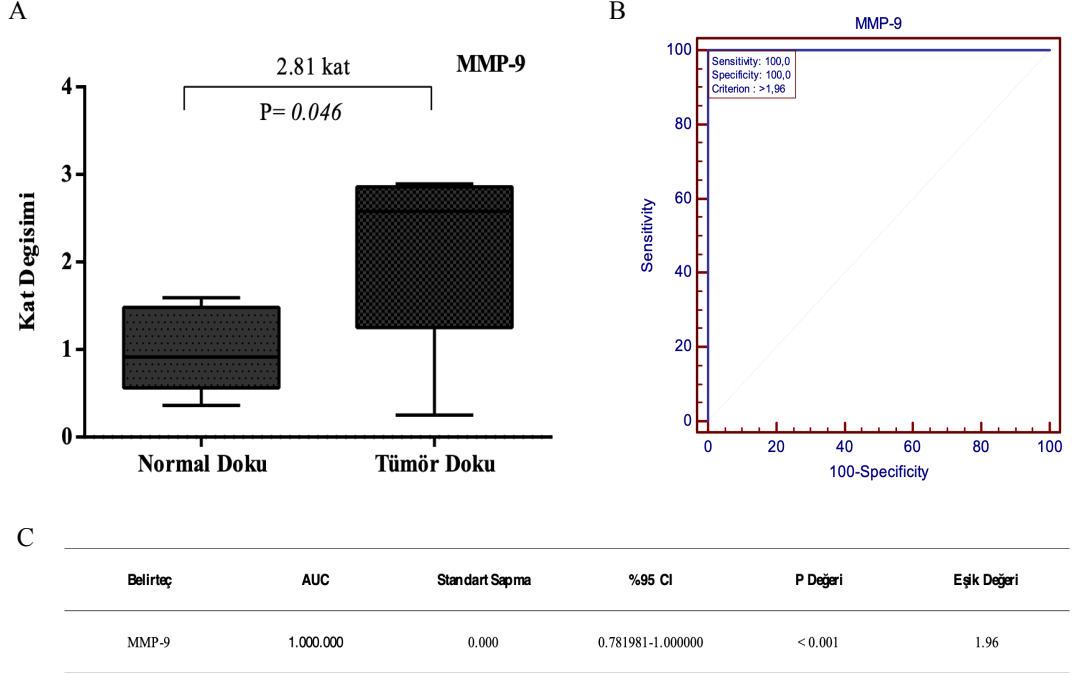 A
MMP-9
2.81 kat
P= 0.046
4
3
2
1
0
Kat Degisimi
Normal Doku
Tümör Doku
B
MMP-9
Sensitivity: 100,0
Specificity: 100,0
Criterion : >1,96
100
80
60
40
20
0
Sensitivity
0 20 40 60 80 100
100-Specificity
C
Belirteç AUC Standart Sapma %95 CI P Değeri Eşik Değeri
MMP-9 1.000.000 0.000 0.781981-1.000000 < 0.001 1.96